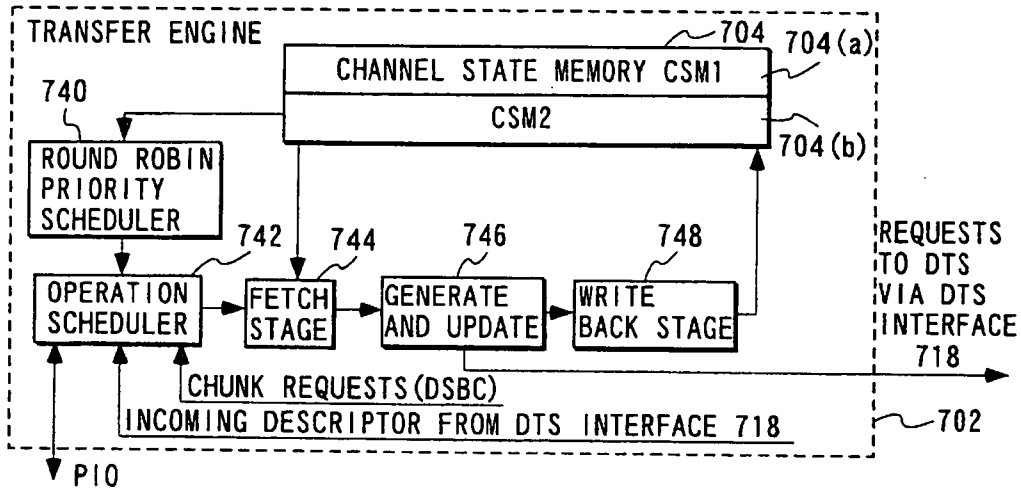 TRANSFER ENGINE
704
704(a)
CHANNEL STATE MEMORY CSM1
CSM2
704(b)
740
ROUND ROBIN
PRIORITY
SCHEDULER
742
744
746
748
OPERATION
SCHEDULER
FETCH
STAGE
GENERATE
AND UPDATE
WRITE
BACK STAGE
REQUESTS
TO DTS
VIA DTS
INTERFACE
718
CHUNK REQUESTS(DSBC)
INCOMING DESCRIPTOR FROM DTS INTERFACE 718
702
PIO